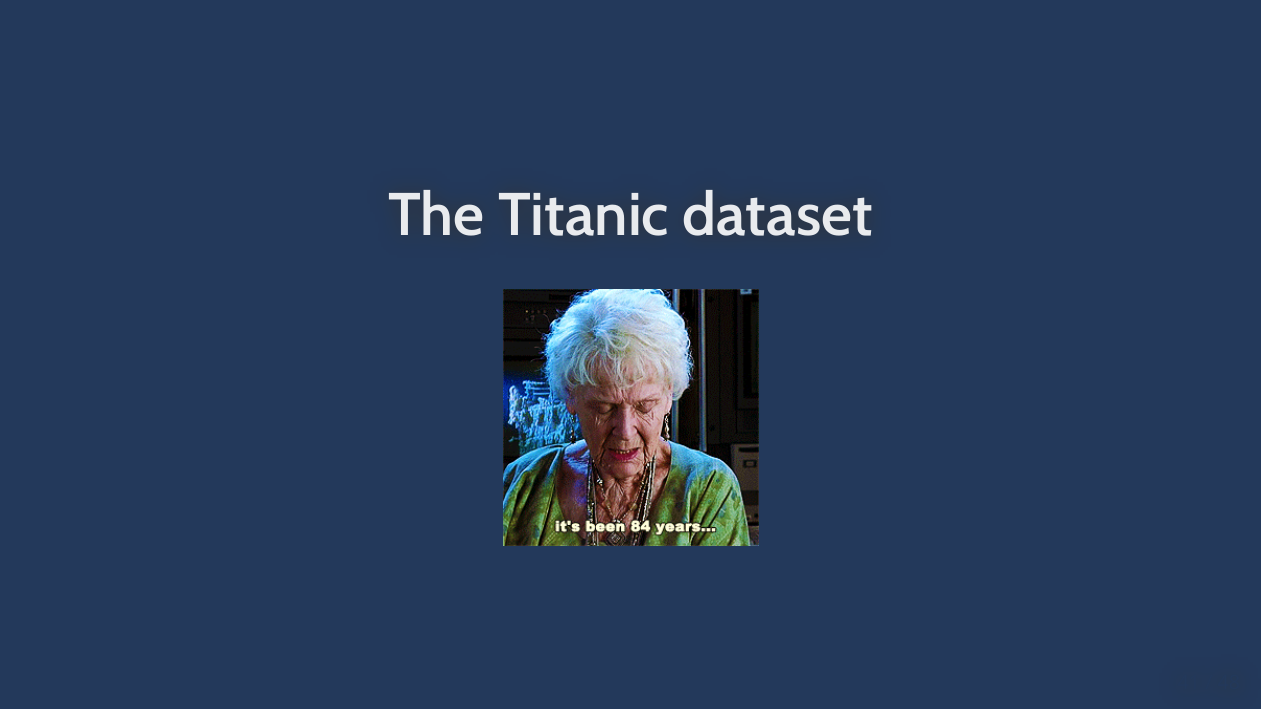 The Titanic dataset
it's been 84 years...